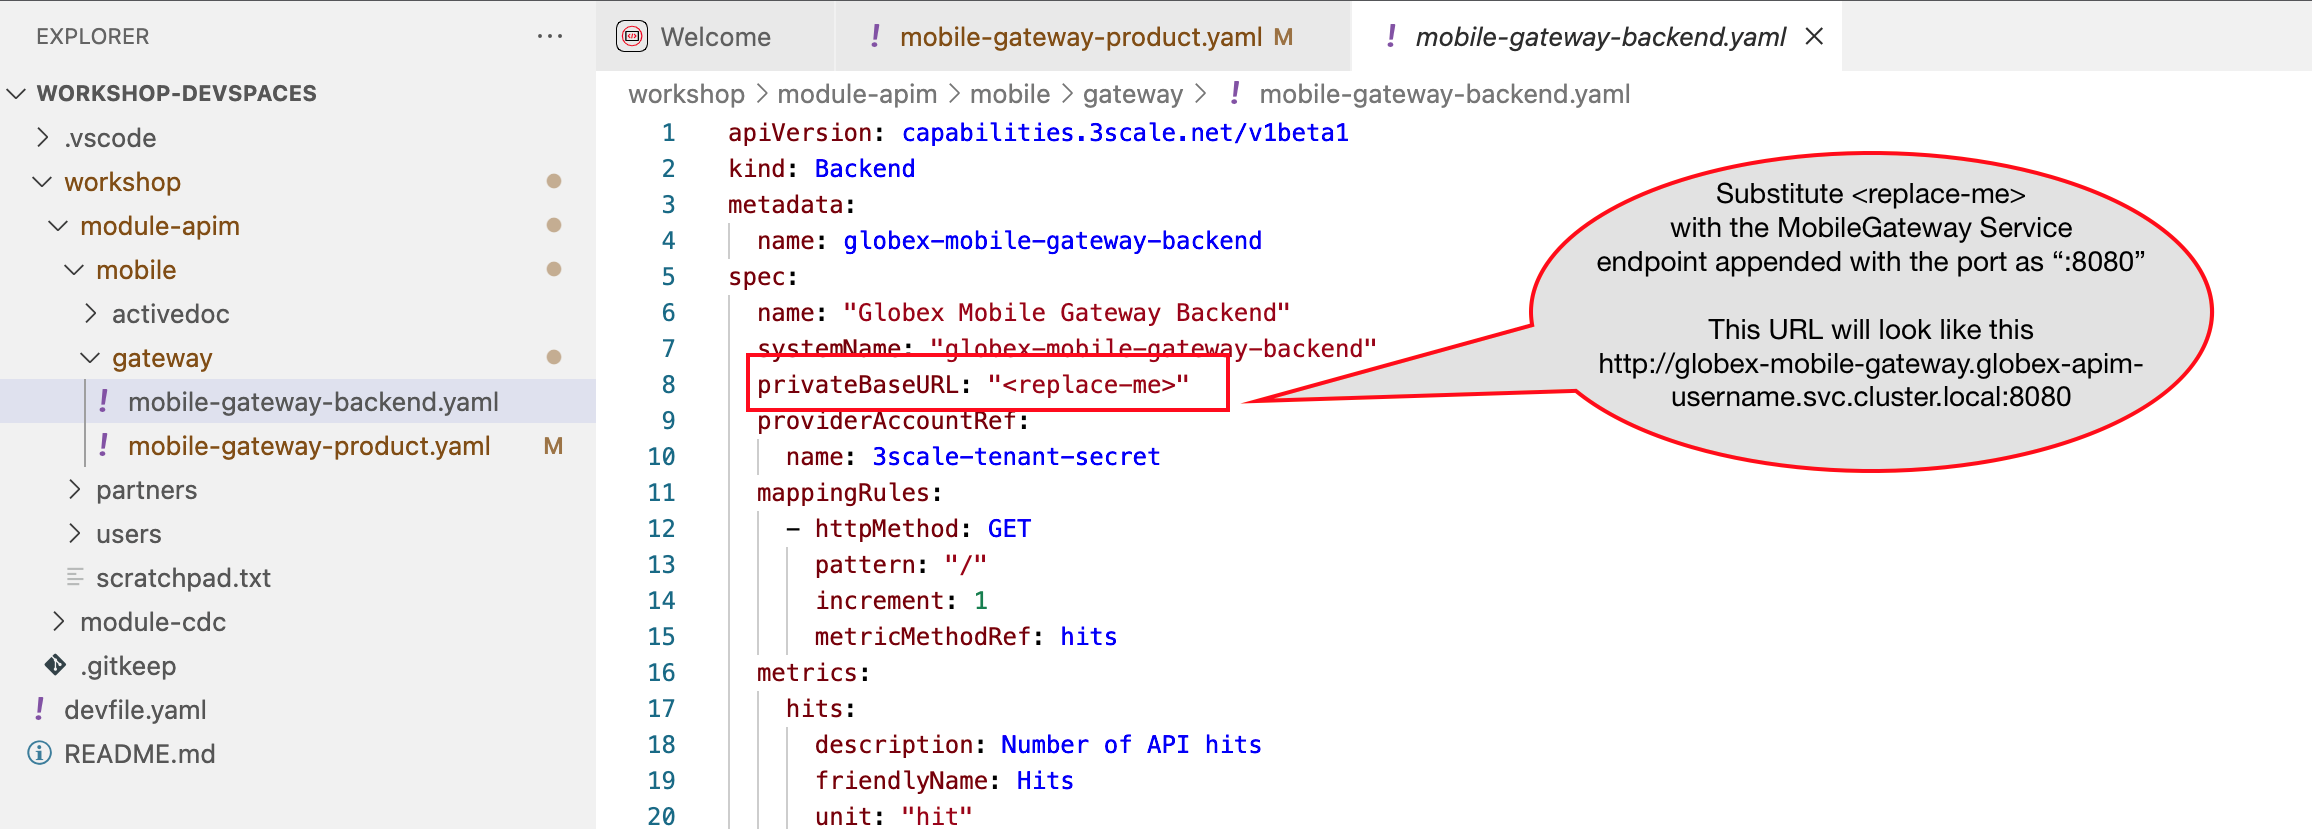 EXPLORER
WORKSHOP-DEVSPACES
.vscode
workshop
module-apim
mobile
activedoc
gateway
! mobile-gateway-backend.yaml
! mobile-gateway-product.yaml M
partners
users
scratchpad.txt
module-cdc
.gitkeep
! devfile.yaml
README.md
Welcome
! mobile-gateway-product.yaml M
! mobile-gateway-backend.yaml
workshop > module-apim > mobile > gateway > ! mobile-gateway-backend.yaml
1 apiVersion: capabilities.3scale.net/v1beta1
2 kind: Backend
3 metadata:
4 name: globex-mobile-gateway-backend
5 spec:
6 name: "Globex Mobile Gateway Backend"
7 systemName: "globex-mobile-gateway-backend"
8 privateBaseURL: "<replace-me>"
9 providerAccountRef:
10 name: 3scale-tenant-secret
11 mappingRules:
12 - httpMethod: GET
13 pattern: "/"
14 increment: 1
15 metricMethodRef: hits
16 metrics:
17 hits:
18 description: Number of API hits
19 friendlyName: Hits
20 unit: "hit"
Substitute <replace-me>
with the MobileGateway Service
endpoint appended with the port as “:8080”
This URL will look like this
http://globex-mobile-gateway.globex-apim-
username.svc.cluster.local:8080